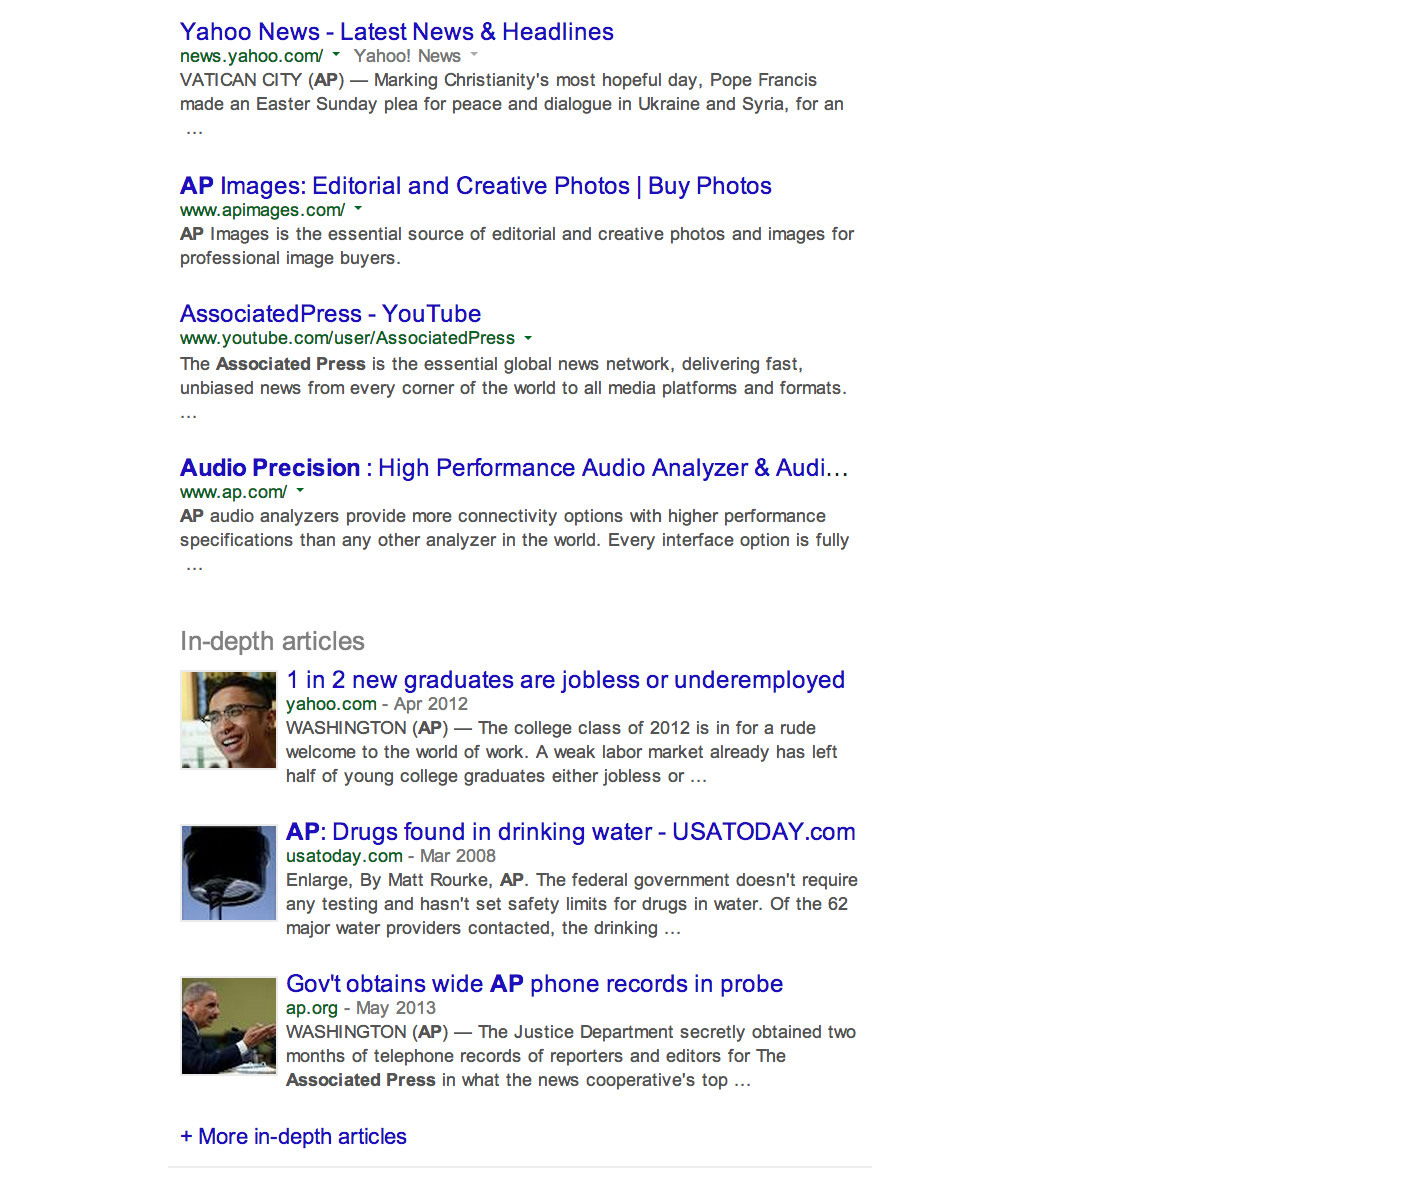 Yahoo News - Latest News & Headlines
news.yahoo.com/ Yahoo! News
VATICAN CITY (AP) — Marking Christianity's most hopeful day, Pope Francis
made an Easter Sunday plea for peace and dialogue in Ukraine and Syria, for an
...
AP Images: Editorial and Creative Photos | Buy Photos
www.apimages.com/
AP Images is the essential source of editorial and creative photos and images for
professional image buyers.
AssociatedPress - YouTube
www.youtube.com/user/AssociatedPress
The Associated Press is the essential global news network, delivering fast,
unbiased news from every corner of the world to all media platforms and formats.
...
Audio Precision : High Performance Audio Analyzer & Audi...
www.ap.com/
AP audio analyzers provide more connectivity options with higher performance
specifications than any other analyzer in the world. Every interface option is fully
...
In-depth articles
1 in 2 new graduates are jobless or underemployed
yahoo.com - Apr 2012
WASHINGTON (AP) — The college class of 2012 is in for a rude
welcome to the world of work. A weak labor market already has left
half of young college graduates either jobless or ...
AP: Drugs found in drinking water - USATODAY.com
usatoday.com - Mar 2008
Enlarge, By Matt Rourke, AP. The federal government doesn't require
any testing and hasn't set safety limits for drugs in water. Of the 62
major water providers contacted, the drinking ...
Gov't obtains wide AP phone records in probe
ap.org - May 2013
WASHINGTON (AP) — The Justice Department secretly obtained two
months of telephone records of reporters and editors for The
Associated Press in what the news cooperative's top ...
+ More in-depth articles